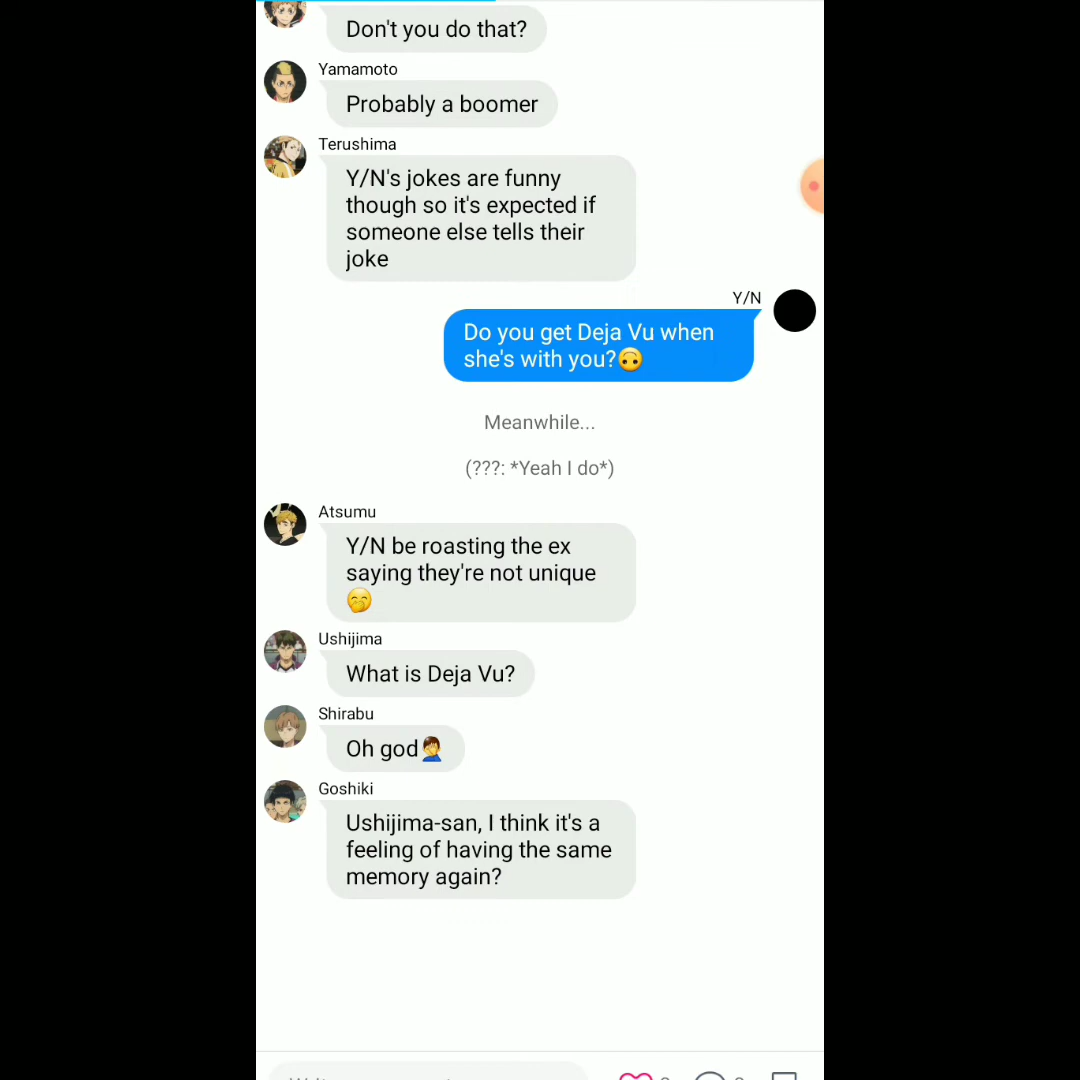 Don't you do that?
Yamamoto
Probably a boomer
Terushima
Y/N's jokes are funny
though so it's expected if
someone else tells their
joke
Y/N
Do you get Deja Vu when
she's with you?🙃
Meanwhile...
(???: *Yeah I do*)
Atsumu
Y/N be roasting the ex
saying they're not unique
🤭
Ushijima
What is Deja Vu?
Shirabu
Oh god🤦‍♂️
Goshiki
Ushijima-san, I think it's a
feeling of having the same
memory again?